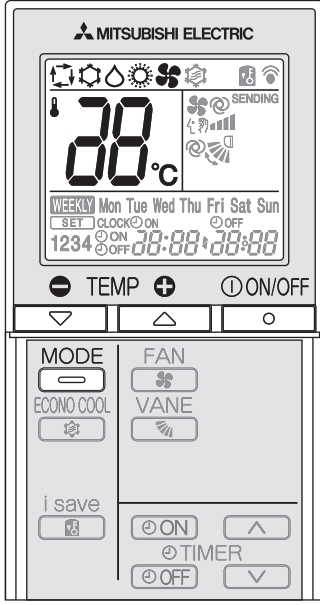 MITSUBISHI ELECTRIC
SENDING
88°C
WEEKLY Mon Tue Wed Thu Fri Sat Sun
SET CLOCK ON OFF
1234 ON OFF 88:88 88:88
TEMP ON/OFF
MODE FAN
ECONO COOL VANE
i save
ON
TIMER
OFF